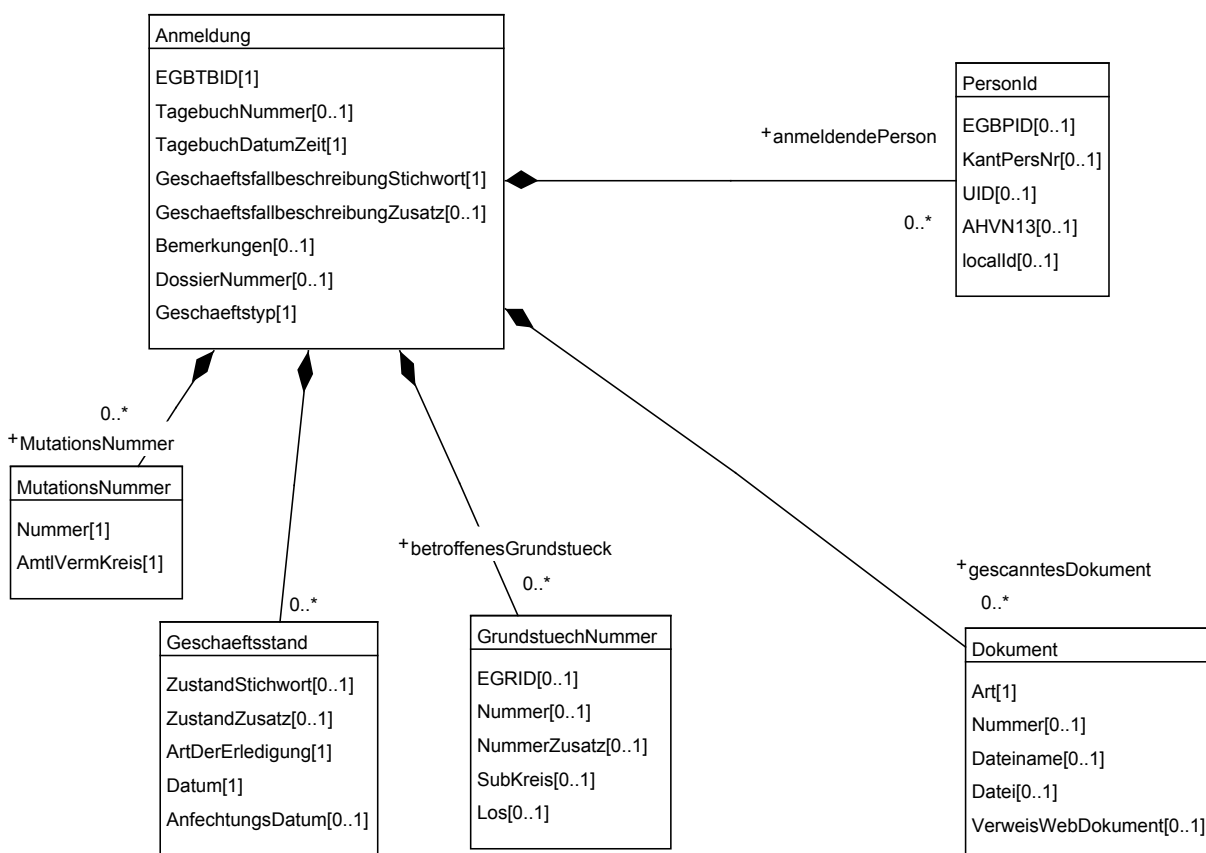 Anmeldung
EGBTBID[1]
TagebuchNummer[0..1]
TagebuchDatumZeit[1]
GeschaeftsfallbeschreibungStichwort[1]
GeschaeftsfallbeschreibungZusatz[0..1]
Bemerkungen[0..1]
DossierNummer[0..1]
Geschaeftstyp[1]
+anmeldendePerson
0..*
PersonId
EGBPID[0..1]
KantPersNr[0..1]
UID[0..1]
AHVN13[0..1]
localId[0..1]
0..*
+MutationsNummer
MutationsNummer
Nummer[1]
AmtlVermKreis[1]
0..*
Geschaeftsstand
ZustandStichwort[0..1]
ZustandZusatz[0..1]
ArtDerErledigung[1]
Datum[1]
AnfechtungsDatum[0..1]
+betroffenesGrundstueck
0..*
GrundstuechNummer
EGRID[0..1]
Nummer[0..1]
NummerZusatz[0..1]
SubKreis[0..1]
Los[0..1]
+gescanntesDokument
0..*
Dokument
Art[1]
Nummer[0..1]
Dateiname[0..1]
Datei[0..1]
VerweisWebDokument[0..1]